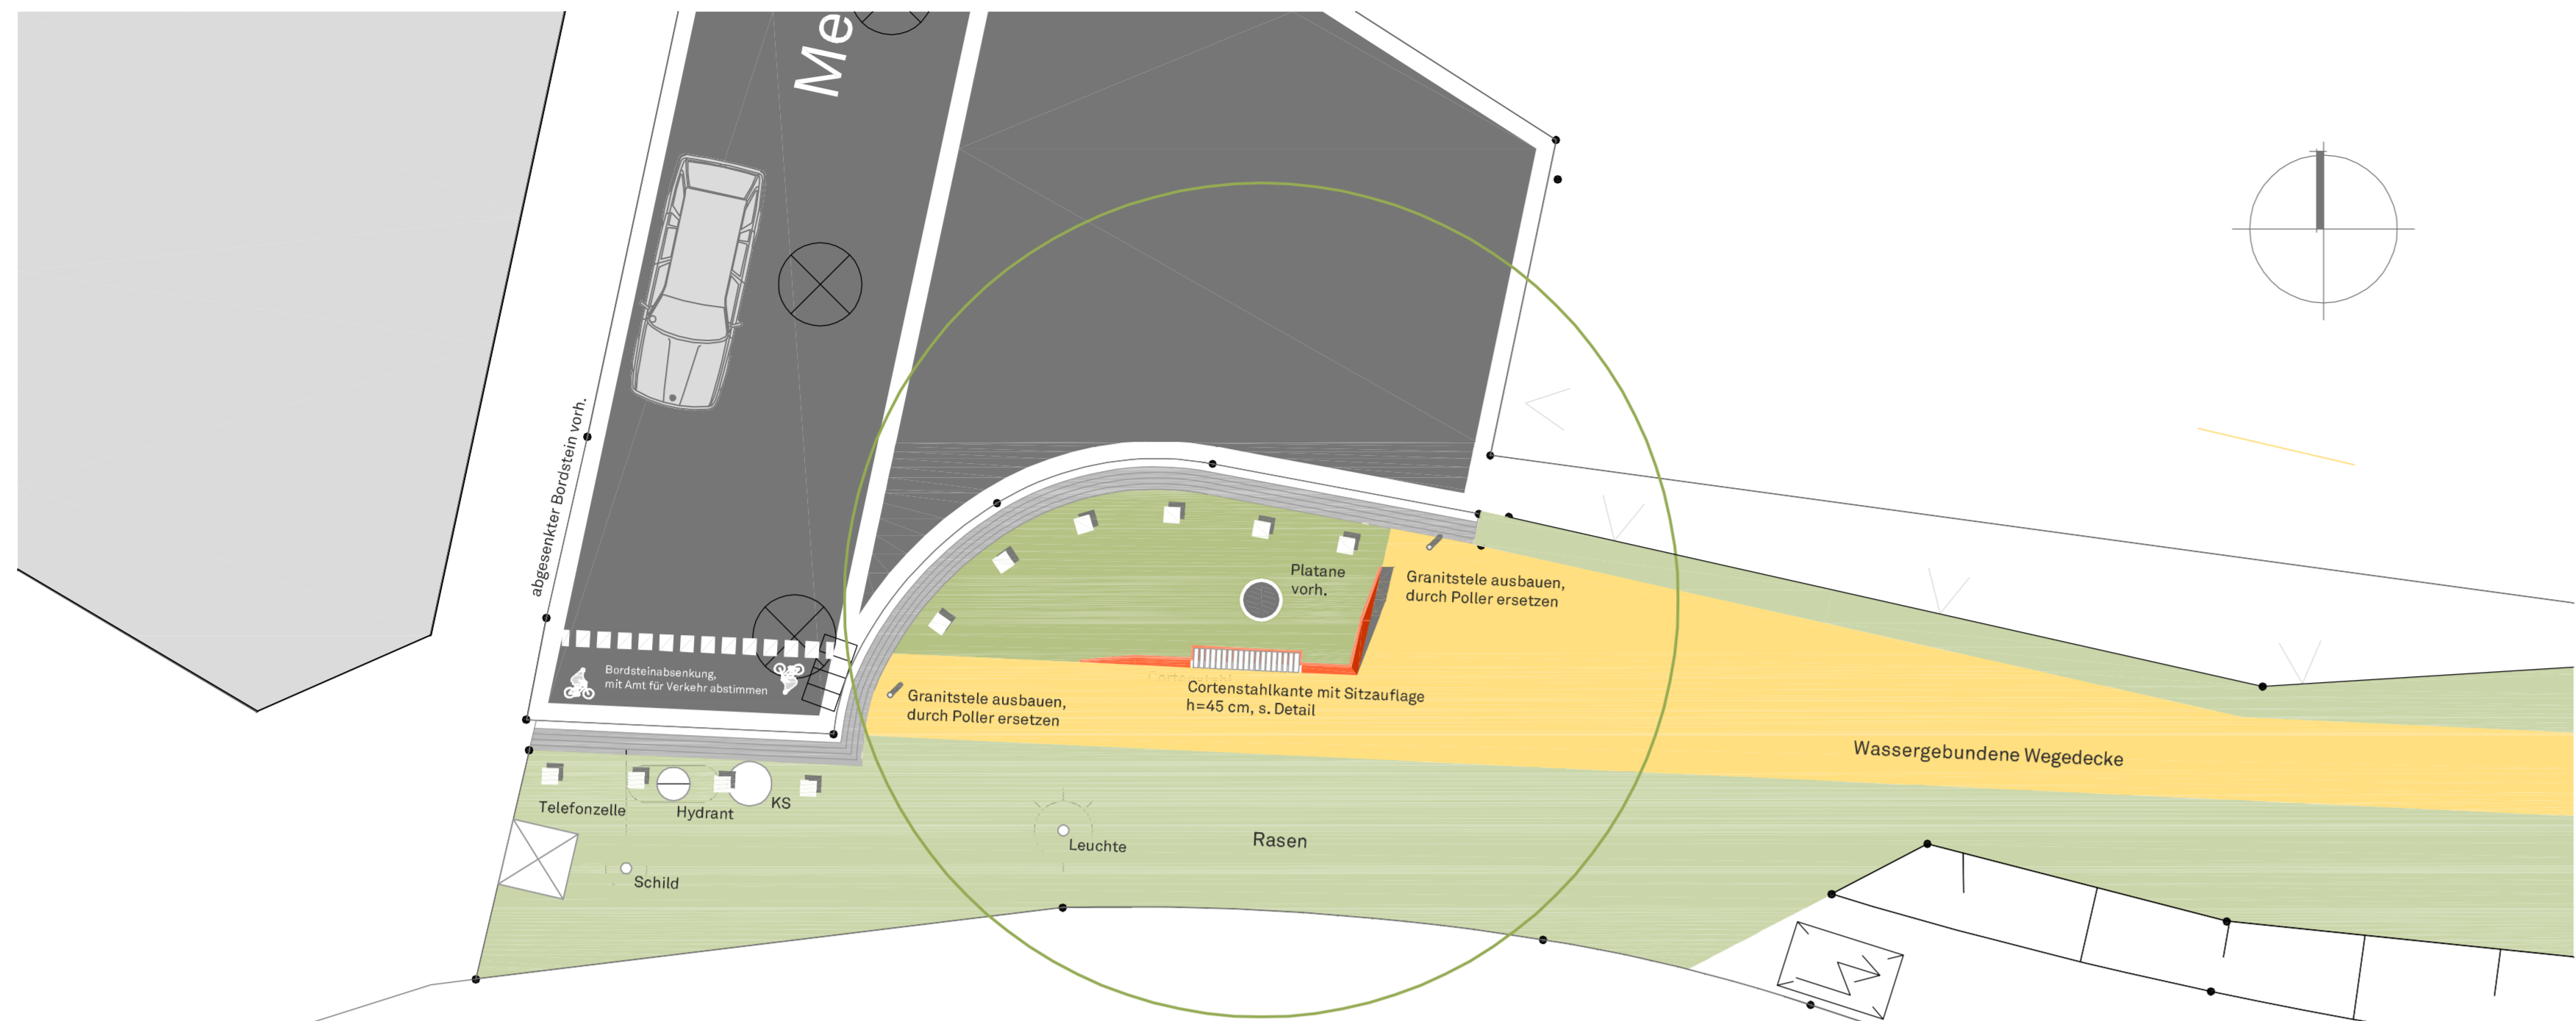 Me
abgesenkter Bordstein vorh.
Platane
vorh.
Granitstele ausbauen,
durch Poller ersetzen
Bordsteinabsenkung,
mit Amt für Verkehr abstimmen
Granitstele ausbauen,
durch Poller ersetzen
Cortenstahl
Cortenstahlkante mit Sitzauflage
h=45 cm, s. Detail
Wassergebundene Wegedecke
Telefonzelle
Hydrant
KS
Leuchte
Rasen
Schild